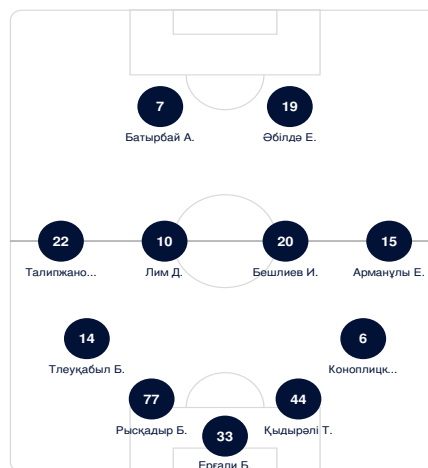 7
Батырбай А.
19
Әбілдә Е.
22
Талипжано...
10
Лим Д.
20
Бешлиев И.
15
Арманұлы Е.
14
Тлеуқабыл Б.
6
Коноплицк...
77
Рысқадыр Б.
44
Қыдырәлі Т.
33
Ерғали Б.